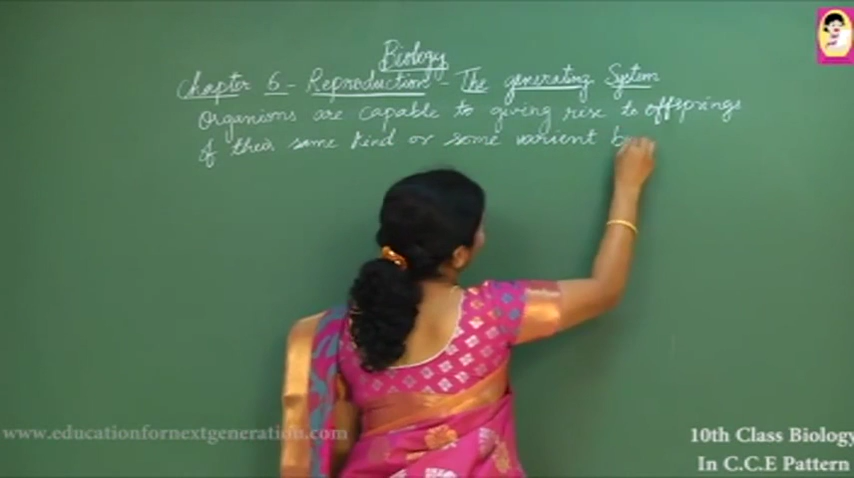 Biology
Chapter 6 - Reproduction - The generating System
Organions are capable to giving rise to offsprings
of their same kind or some varient b
www.educationfornextgeneration.com/
10th Class Biology
In C.C.E Pattern